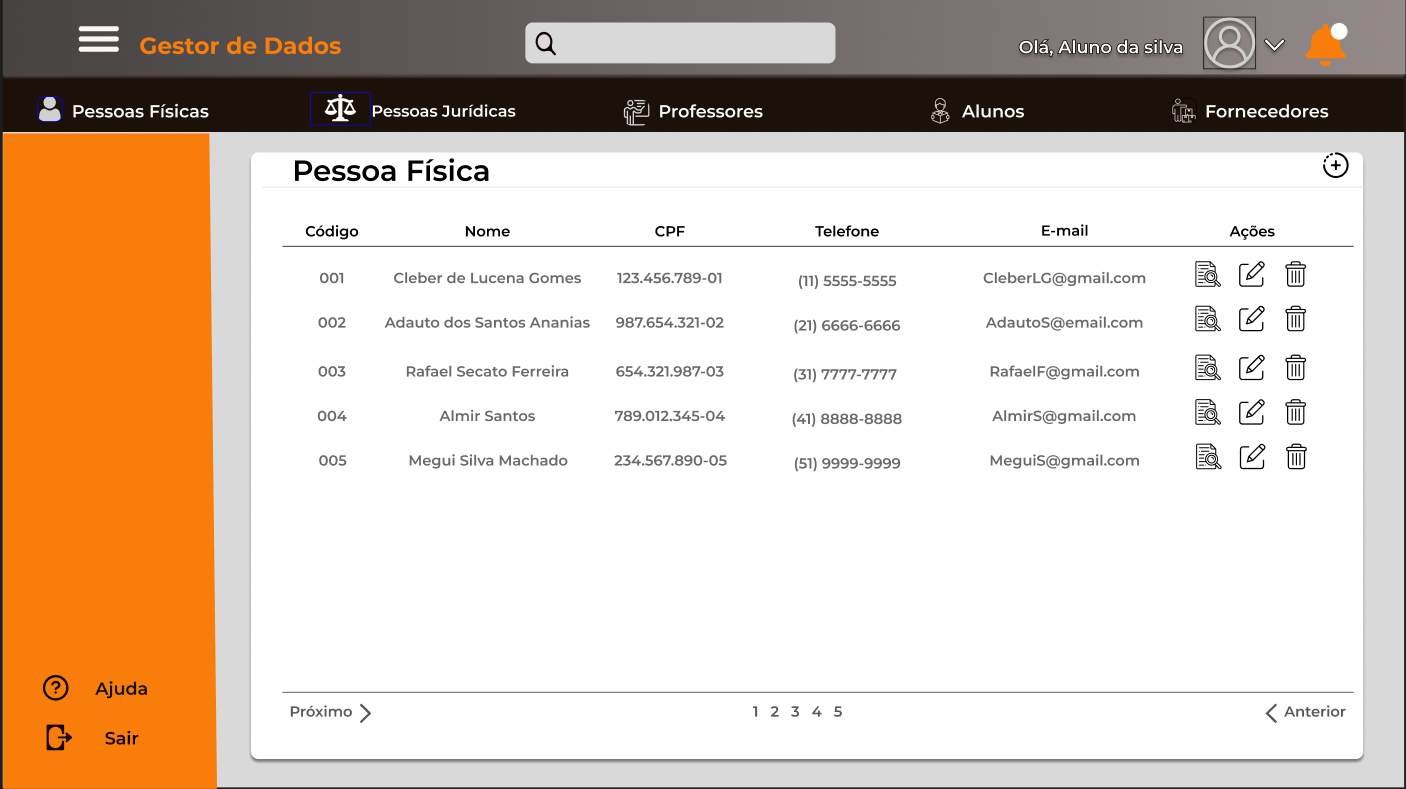 Gestor de Dados
Olá, Aluno da silva
Pessoas Físicas Pessoas Jurídicas Professores Alunos Fornecedores
Pessoa Física
Código Nome CPF Telefone E-mail Ações
001 Cleber de Lucena Gomes 123.456.789-01 (11) 5555-5555 CleberLG@gmail.com
002 Adauto dos Santos Ananias 987.654.321-02 (21) 6666-6666 AdautoS@email.com
003 Rafael Secato Ferreira 654.321.987-03 (31) 7777-7777 RafaelF@gmail.com
004 Almir Santos 789.012.345-04 (41) 8888-8888 AlmirS@gmail.com
005 Megui Silva Machado 234.567.890-05 (51) 9999-9999 MeguiS@gmail.com
Próximo 1 2 3 4 5 Anterior
Ajuda
Sair